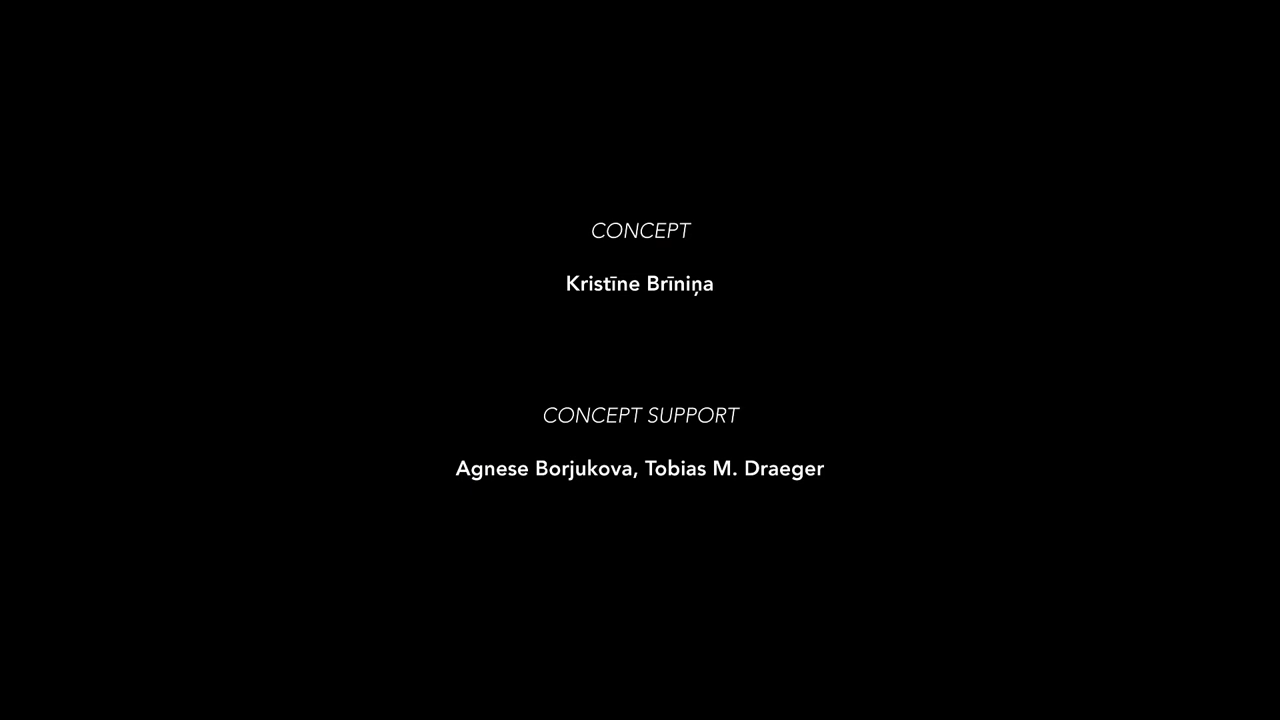 CONCEPT
Kristīne Brīniņa
CONCEPT SUPPORT
Agnese Borjukova, Tobias M. Draeger